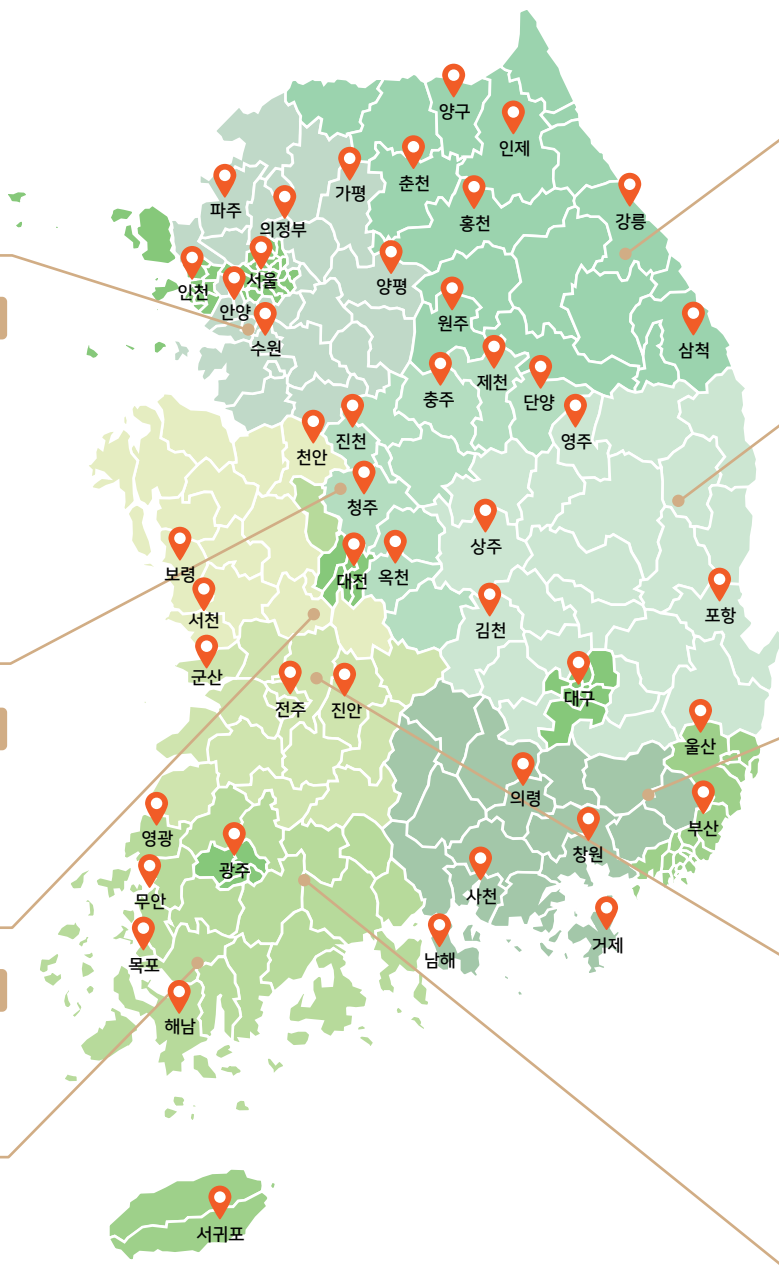 양구
인제
춘천
가평
파주
홍천
강릉
의정부
서울
양평
인천
안양
원주
수원
삼척
제천
충주
단양
진천
영주
천안
청주
상주
보령
대전
옥천
서천
포항
김천
군산
대구
전주
진안
울산
의령
부산
영광
창원
광주
무안
사천
거제
남해
목포
해남
서귀포